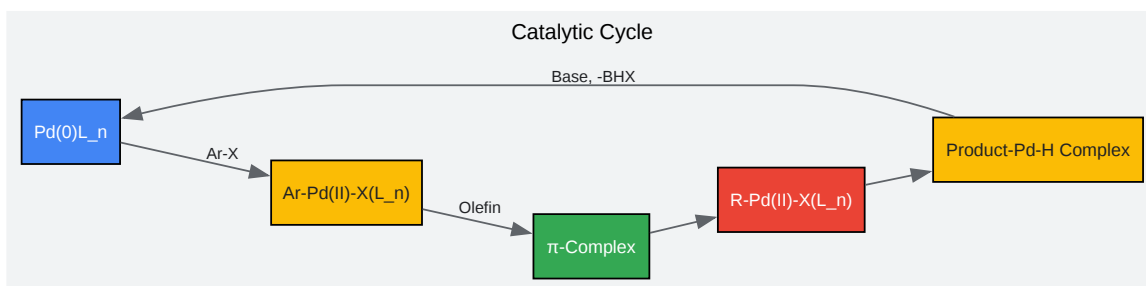 Catalytic Cycle
Base, -BHX
Pd(0)L_n
Ar-X
Ar-Pd(II)-X(L_n)
Olefin
π-Complex
R-Pd(II)-X(L_n)
Product-Pd-H Complex